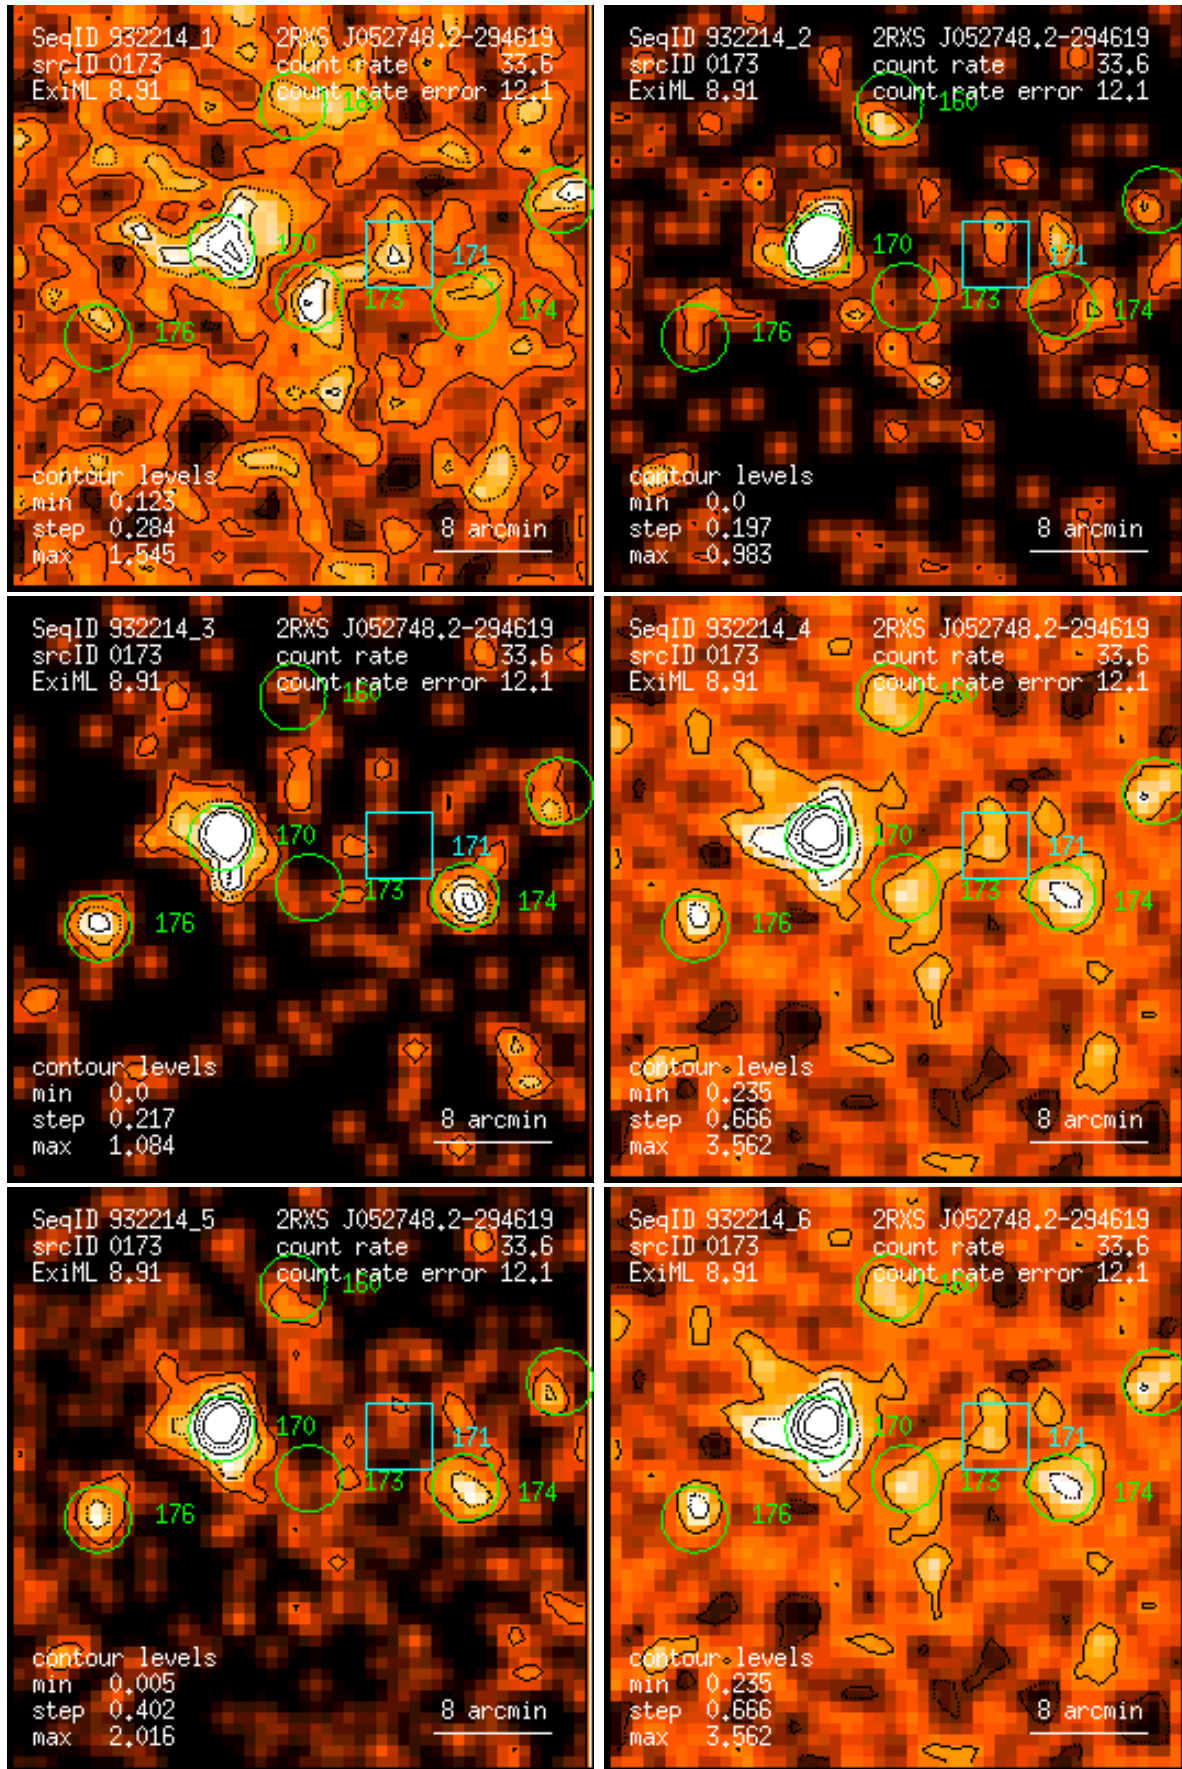 SeqID 932214_1 2RXS J052748.2-294619
srcID 0173 count rate 33.6
ExiML 8.91 count rate error 12.1
160
170
171
173
174
176
contour levels
min 0.123
step 0.284 8 arcmin
max 1.545
SeqID 932214_2 2RXS J052748.2-294619
srcID 0173 count rate 33.6
ExiML 8.91 count rate error 12.1
160
170
171
173
174
176
contour levels
min 0.0
step 0.197 8 arcmin
max 0.983
SeqID 932214_3 2RXS J052748.2-294619
srcID 0173 count rate 33.6
ExiML 8.91 count rate error 12.1
160
170
171
173
174
176
contour levels
min 0.0
step 0.217 8 arcmin
max 1.084
SeqID 932214_4 2RXS J052748.2-294619
srcID 0173 count rate 33.6
ExiML 8.91 count rate error 12.1
160
170
171
173
174
176
contour levels
min 0.235
step 0.666 8 arcmin
max 3.562
SeqID 932214_5 2RXS J052748.2-294619
srcID 0173 count rate 33.6
ExiML 8.91 count rate error 12.1
160
170
171
173
174
176
contour levels
min 0.005
step 0.402 8 arcmin
max 2.016
SeqID 932214_6 2RXS J052748.2-294619
srcID 0173 count rate 33.6
ExiML 8.91 count rate error 12.1
160
170
171
173
174
176
contour levels
min 0.235
step 0.666 8 arcmin
max 3.562